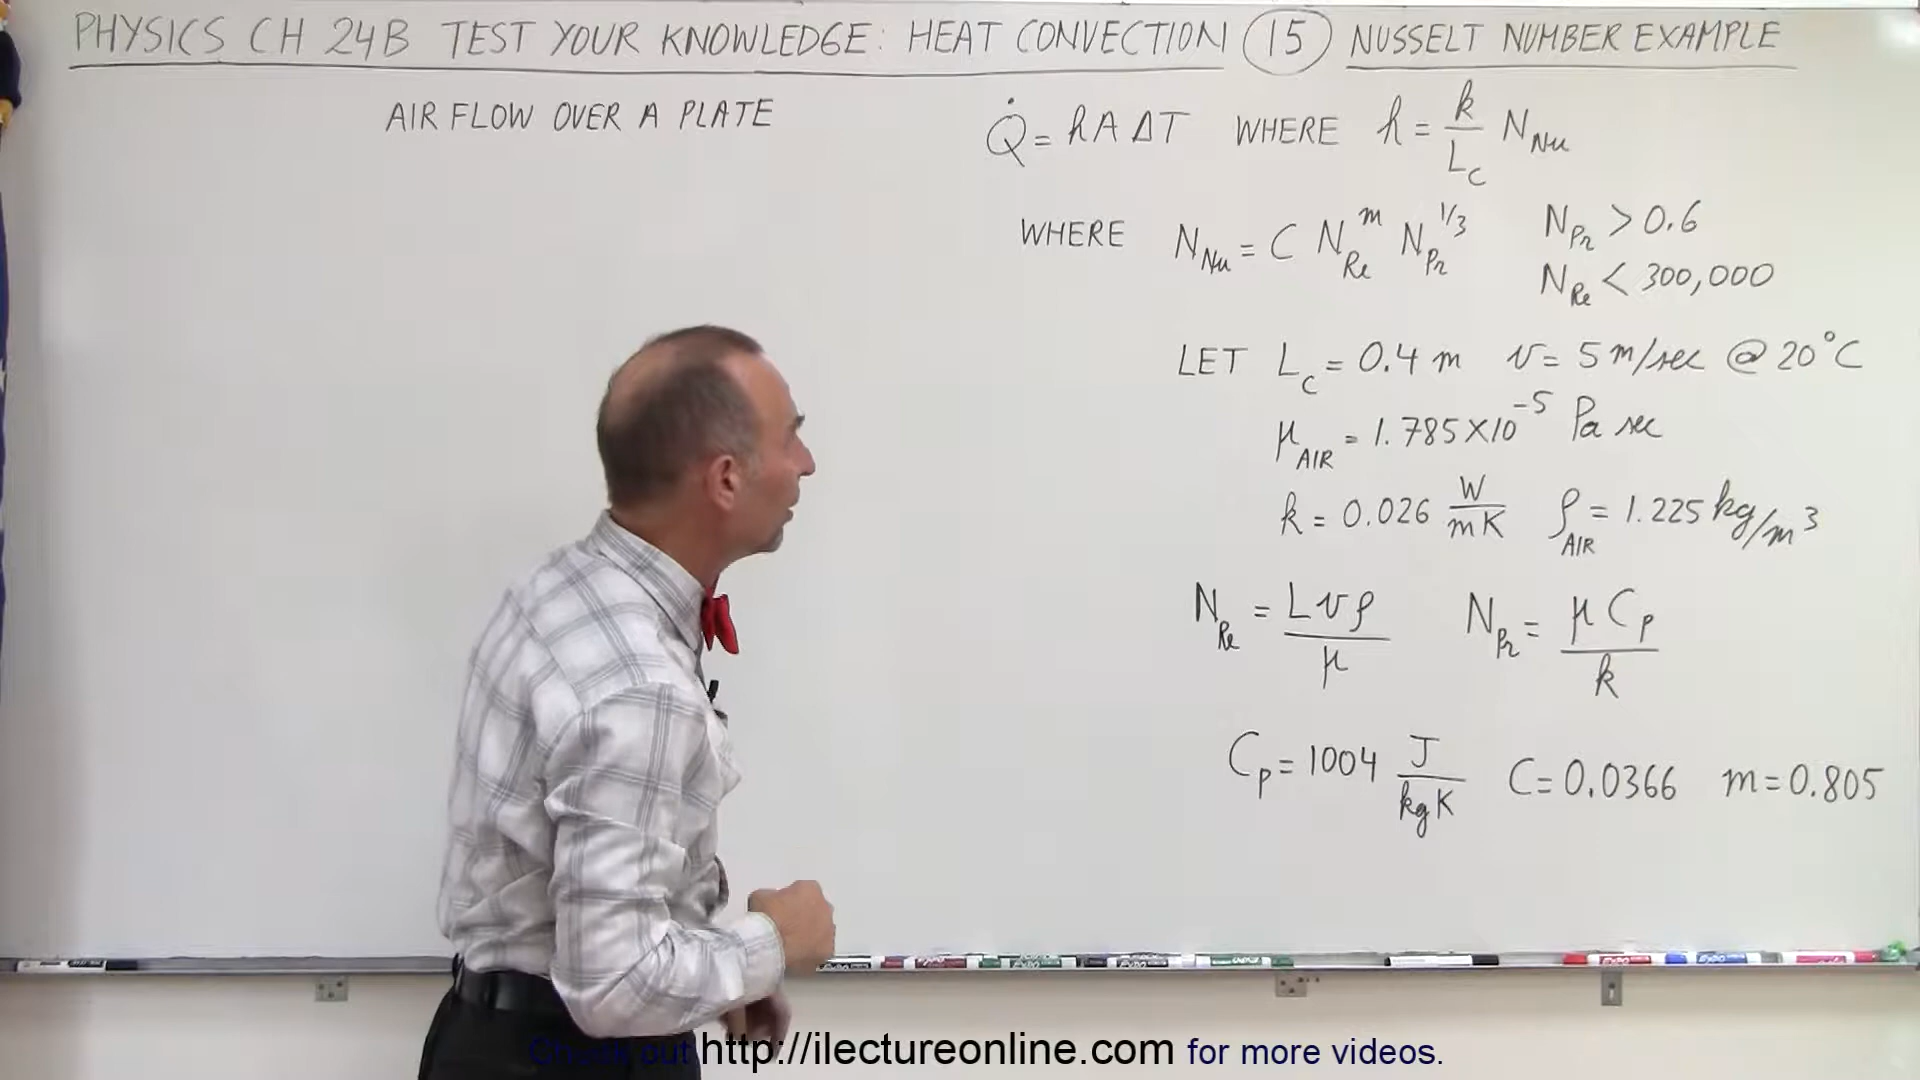 PHYSICS CH 24B TEST YOUR KNOWLEDGE: HEAT CONVECTION 15 NUSSELT NUMBER EXAMPLE
AIR FLOW OVER A PLATE
Q̇ = hAΔT WHERE h = k/L_C N_Nu
WHERE N_Nu = C N_Re^m N_Pr^1/3 N_Pr > 0.6
N_Re < 300,000
LET L_C = 0.4 m v = 5 m/sec @ 20°C
μ_AIR = 1.785 X 10^-5 Pa sec
k = 0.026 W/mK ρ_AIR = 1.225 kg/m^3
N_Re = Lvρ/μ N_Pr = μC_p/k
C_p = 1004 J/kgK C = 0.0366 m = 0.805
Check out http://ilectureonline.com for more videos.